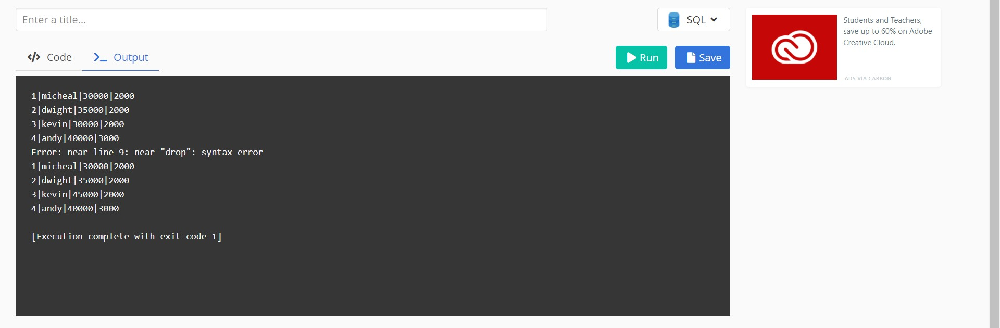 Enter a title...
SQL
Code
Output
Run
Save
1|micheal|30000|2000
2|dwight|35000|2000
3|kevin|30000|2000
4|andy|40000|3000
Error: near line 9: near "drop": syntax error
1|micheal|30000|2000
2|dwight|35000|2000
3|kevin|45000|2000
4|andy|40000|3000
[Execution complete with exit code 1]
Students and Teachers,
save up to 60% on Adobe
Creative Cloud.
ADS VIA CARBON